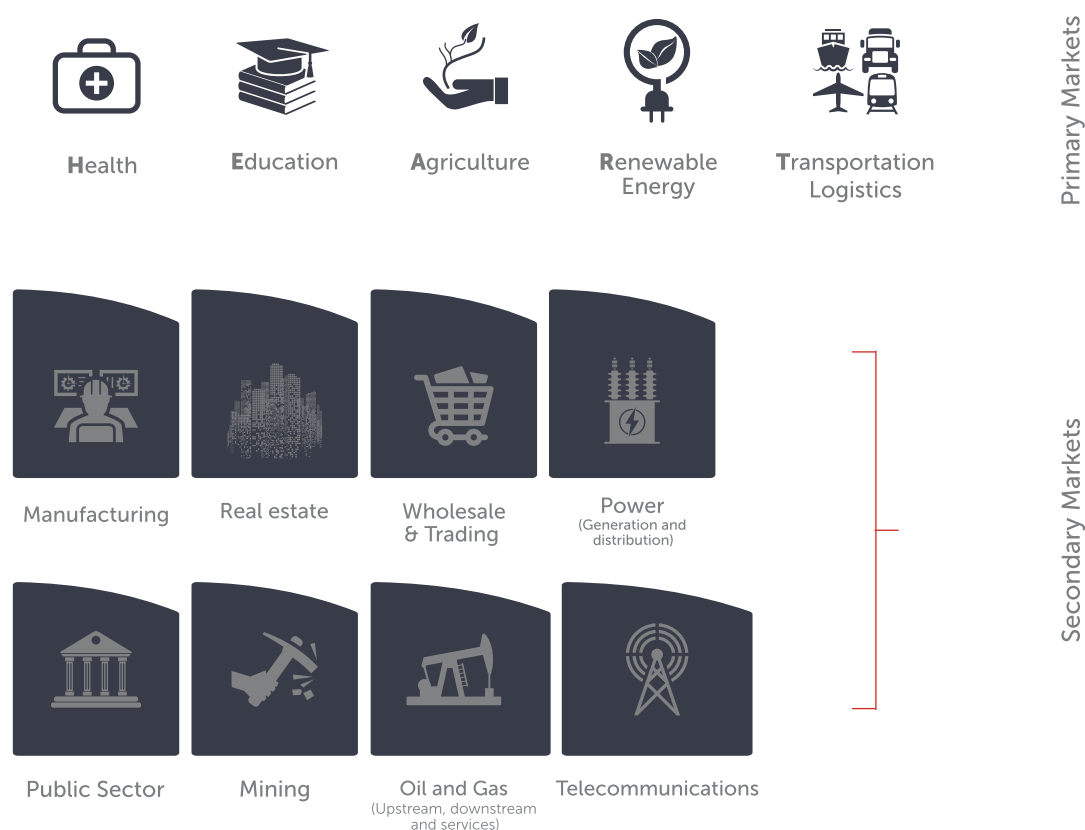 Health
Education
Agriculture
Renewable
Energy
Transportation
Logistics
Primary Markets
Manufacturing
Real estate
Wholesale
& Trading
Power
(Generation and
distribution)
Secondary Markets
Public Sector
Mining
Oil and Gas
(Upstream, downstream
and services)
Telecommunications